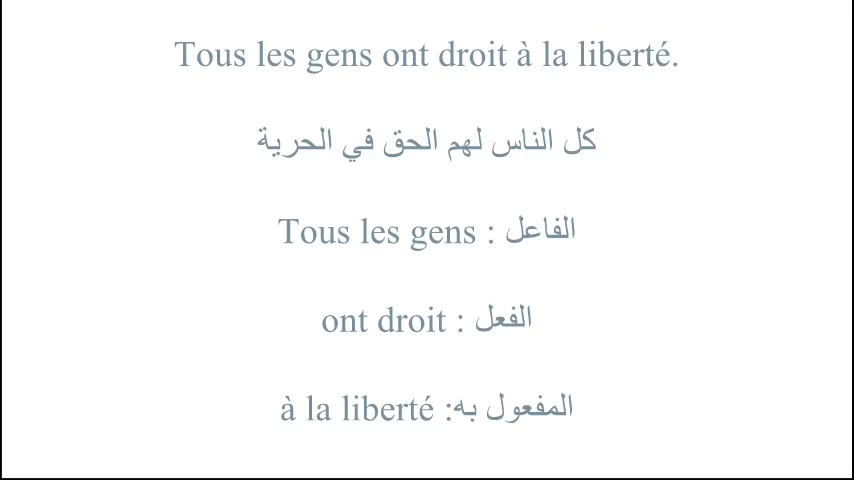 Tous les gens ont droit à la liberté.
كل الناس لهم الحق في الحرية
الفاعل : Tous les gens
الفعل : ont droit
المفعول به: à la liberté